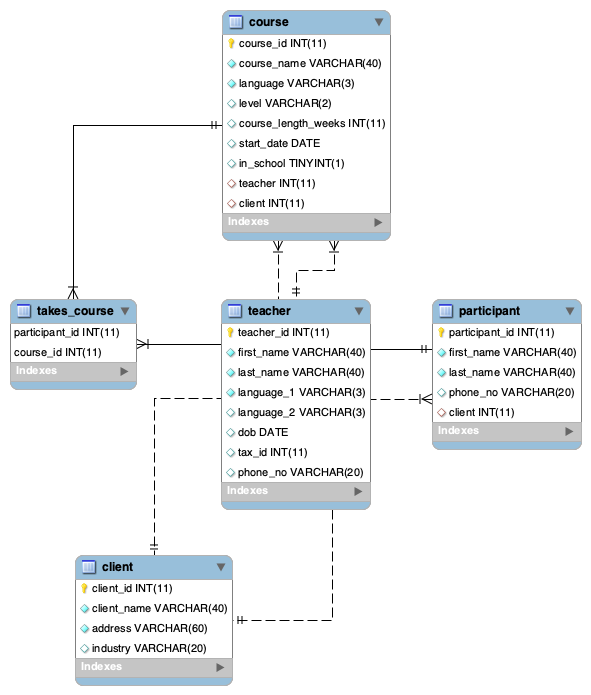 course
course_id INT(11)
course_name VARCHAR(40)
language VARCHAR(3)
level VARCHAR(2)
course_length_weeks INT(11)
start_date DATE
in_school TINYINT(1)
teacher INT(11)
client INT(11)
Indexes
takes_course
participant_id INT(11)
course_id INT(11)
Indexes
teacher
teacher_id INT(11)
first_name VARCHAR(40)
last_name VARCHAR(40)
language_1 VARCHAR(3)
language_2 VARCHAR(3)
dob DATE
tax_id INT(11)
phone_no VARCHAR(20)
Indexes
participant
participant_id INT(11)
first_name VARCHAR(40)
last_name VARCHAR(40)
phone_no VARCHAR(20)
client INT(11)
Indexes
client
client_id INT(11)
client_name VARCHAR(40)
address VARCHAR(60)
industry VARCHAR(20)
Indexes